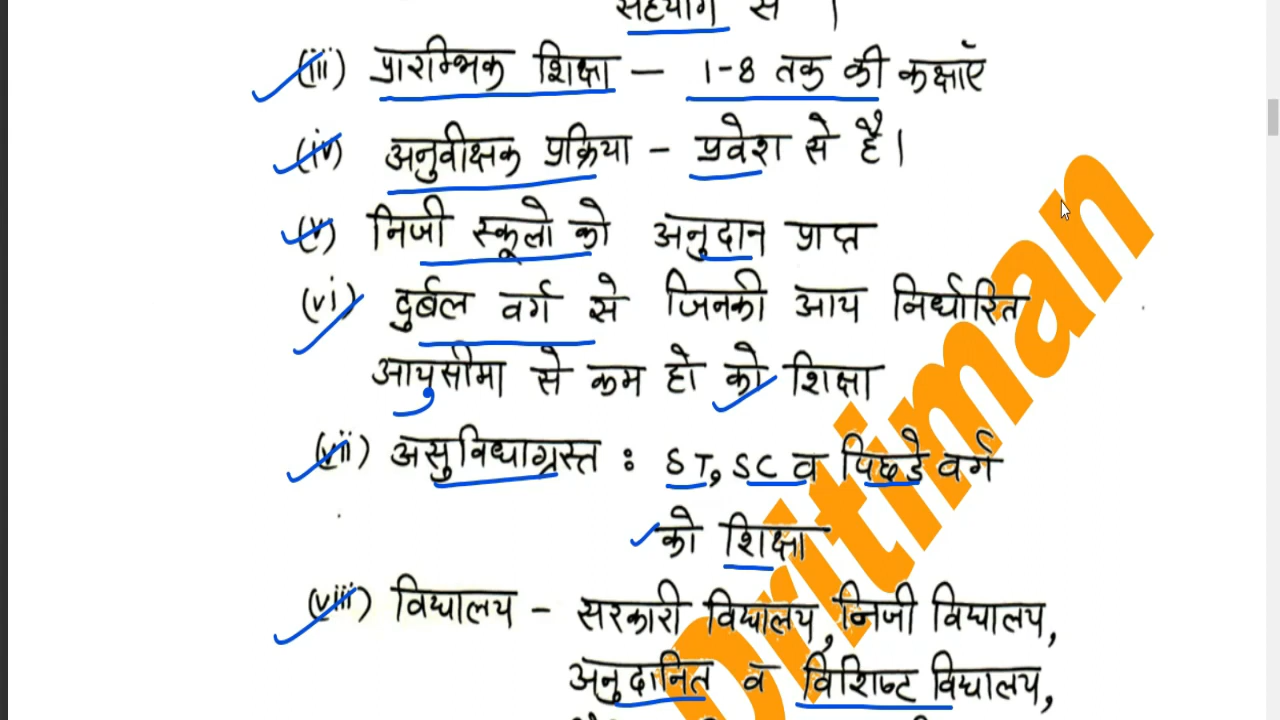 सहयोग से ।
(iii) प्रारम्भिक शिक्षा – 1-8 तक की कक्षाएँ
(iv) अनुवीक्षक प्रक्रिया – प्रवेश से है।
(v) निजी स्कूलो को अनुदान प्राप्त
(vi) दुर्बल वर्ग से जिनकी आय निर्धारित
आयुसीमा से कम हो को शिक्षा
(vii) असुविधाग्रस्त : ST, SC व पिछडे वर्ग
को शिक्षा
(viii) विद्यालय – सरकारी विद्यालय, निजी विद्यालय,
अनुदानित व विशिष्ट विद्यालय,
oritiman